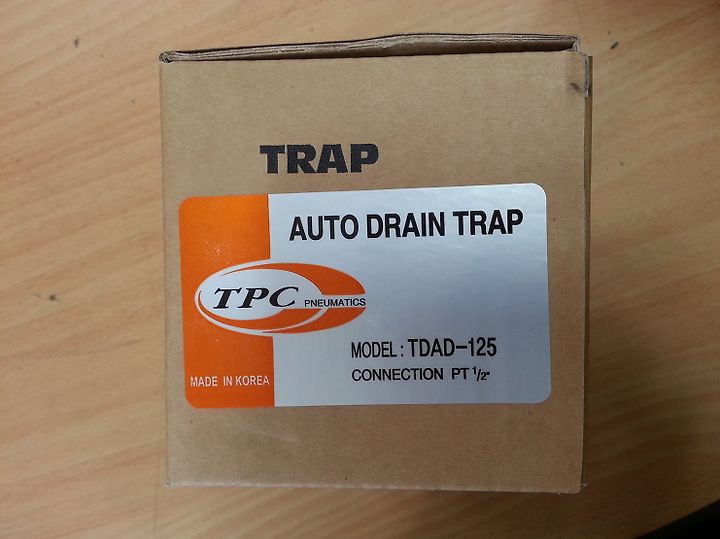 TRAP
AUTO DRAIN TRAP
TPC PNEUMATICS
MODEL : TDAD-125
MADE IN KOREA
CONNECTION PT 1/2"